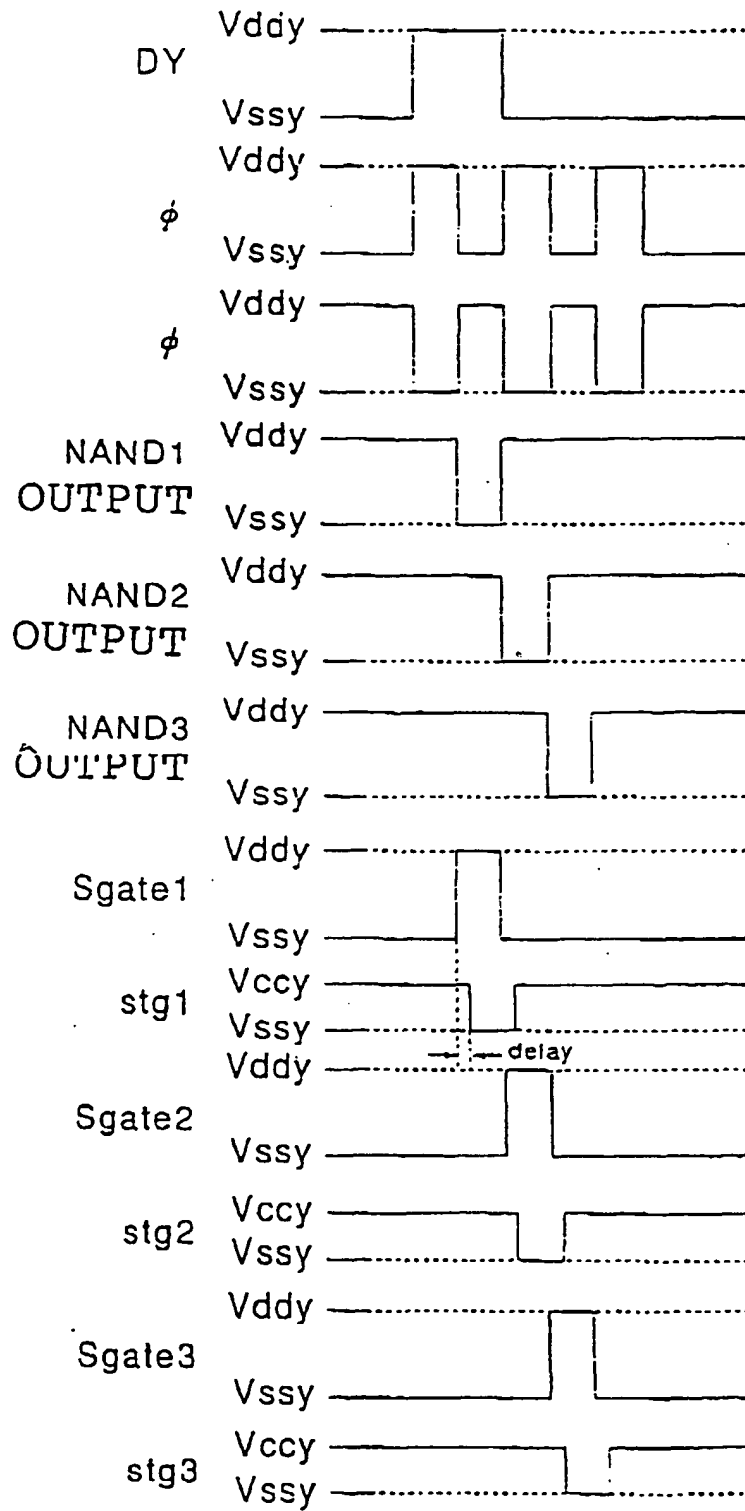 Vddy
DY
Vssy
Vddy
ϕ
Vssy
Vddy
ϕ
Vssy
Vddy
NAND1
OUTPUT
Vssy
Vddy
NAND2
OUTPUT
Vssy
Vddy
NAND3
OUTPUT
Vssy
Vddy
Sgate1
Vssy
Vccy
stg1
Vssy
delay
Vddy
Sgate2
Vssy
Vccy
stg2
Vssy
Vddy
Sgate3
Vssy
Vccy
stg3
Vssy